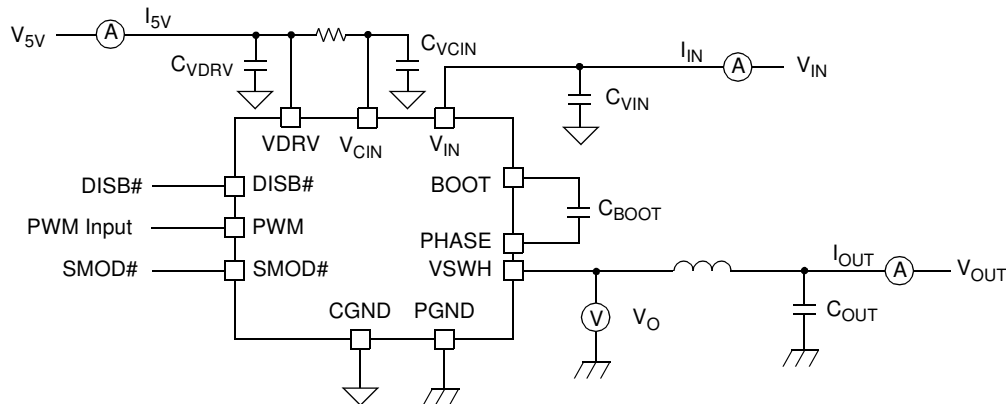 V5V
A
I5V
CVDRV
CVCIN
IIN
A
VIN
CVIN
VDRV
VCIN
VIN
DISB#
DISB#
BOOT
CBOOT
PWM Input
PWM
PHASE
SMOD#
SMOD#
VSWH
IOUT
A
VOUT
CGND
PGND
V
VO
COUT